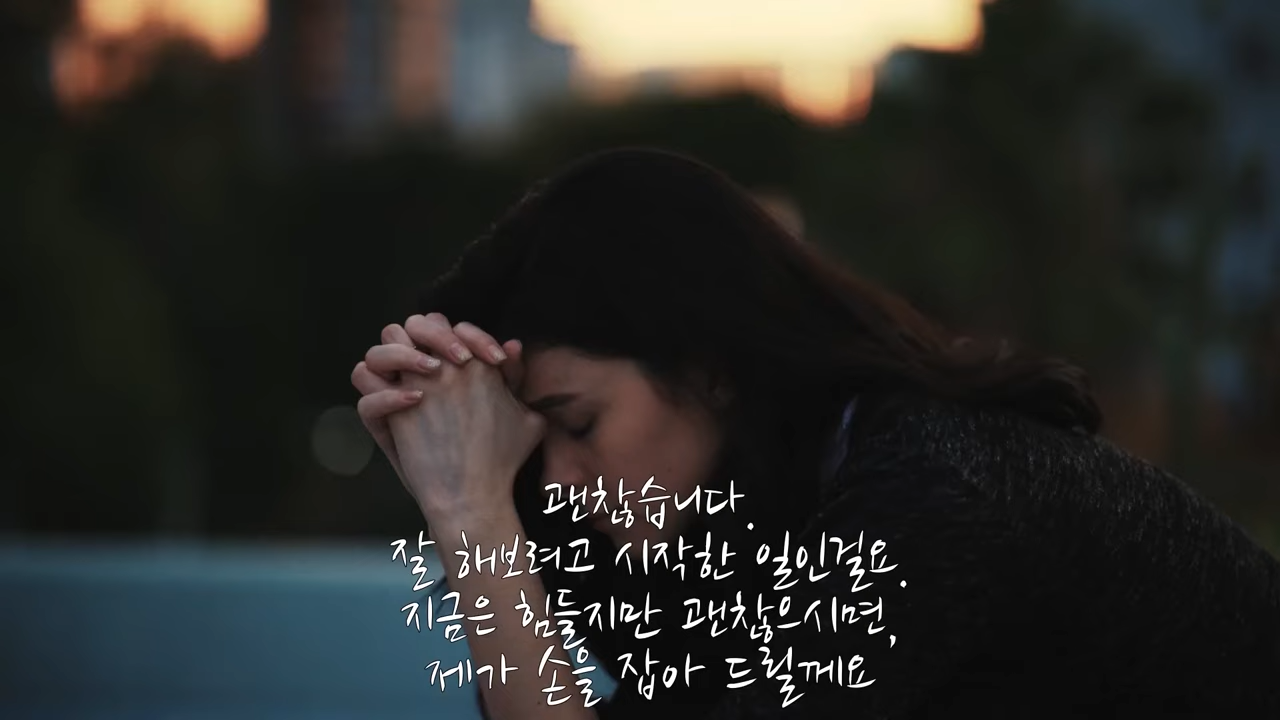 괜찮습니다.
잘 해보려고 시작한 일인걸요.
지금은 힘들지만 괜찮으시면,
제가 손을 잡아 드릴께요